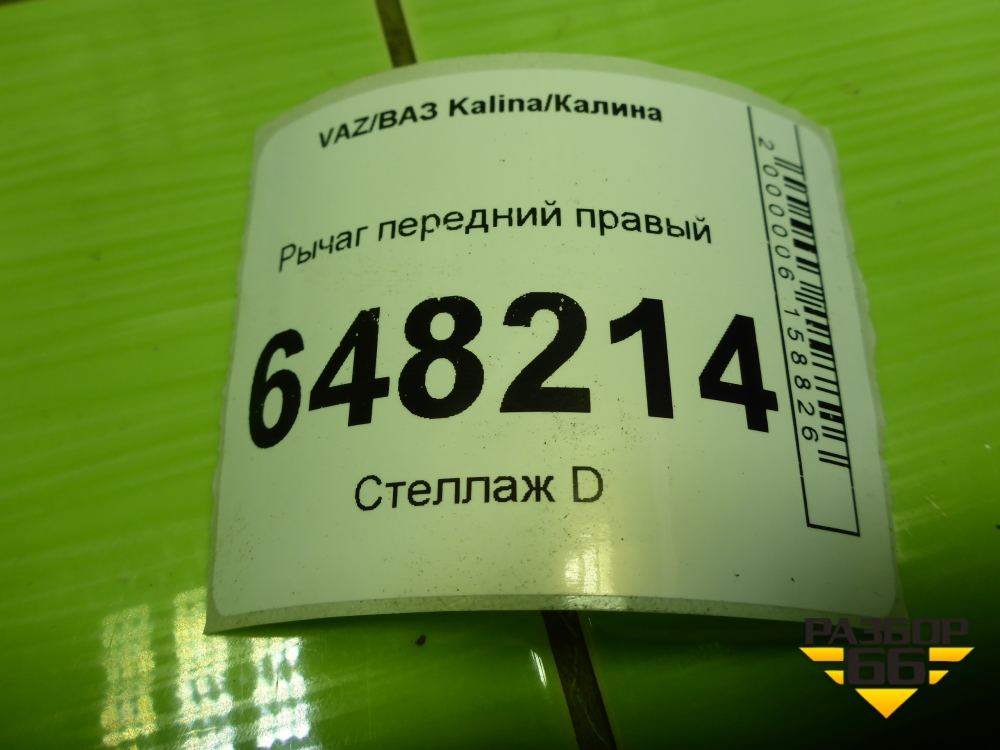 VAZ/ВАЗ Kalina/Калина
Рычаг передний правый
648214
Стеллаж D
2000006158826
РАЗБОР
66